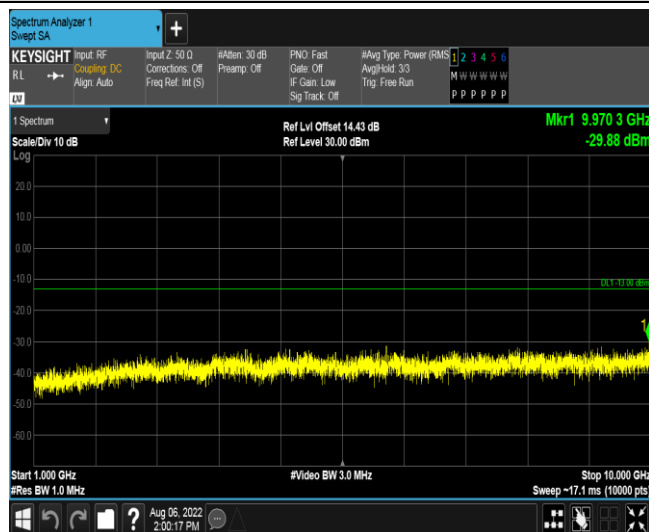 Spectrum Analyzer 1
Swept SA
+
KEYSIGHT
RL
LXI
Input: RF
Coupling: DC
Align: Auto
Input Z: 50 Ω
Corrections: Off
Freq Ref: Int (S)
#Atten: 30 dB
Preamp: Off
PNO: Fast
Gate: Off
IF Gain: Low
Sig Track: Off
#Avg Type: Power (RMS
Avg|Hold: 3/3
Trig: Free Run
1 2 3 4 5 6
M W W W W W
P P P P P P
1 Spectrum
Scale/Div 10 dB
Log
Ref Lvl Offset 14.43 dB
Ref Level 30.00 dBm
Mkr1 9.970 3 GHz
-29.88 dBm
20.0
10.0
0.00
-10.0
DL1 -13.00 dBm
-20.0
1
-30.0
-40.0
-50.0
-60.0
Start 1.000 GHz
#Res BW 1.0 MHz
#Video BW 3.0 MHz
Stop 10.000 GHz
Sweep ~17.1 ms (10000 pts)
?
Aug 06, 2022
2:00:17 PM